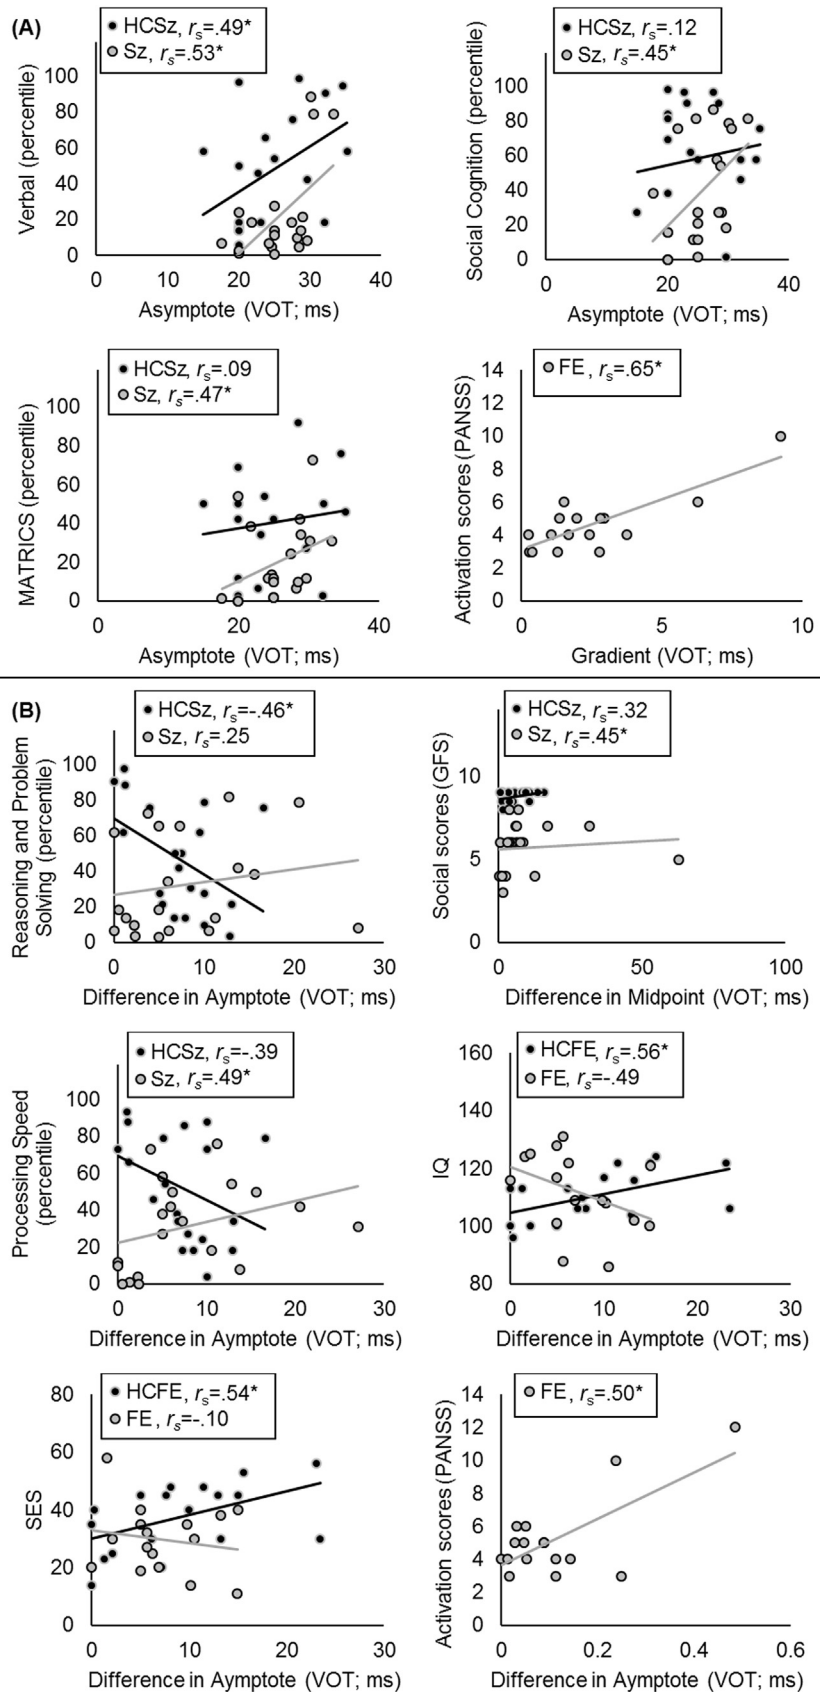 (A)
HCSz, rs=.49*
Sz, rs=.53*
Verbal (percentile)
100
80
60
40
20
0
0 10 20 30 40
Asymptote (VOT; ms)
HCSz, rs=.12
Sz, rs=.45*
Social Cognition (percentile)
100
80
60
40
20
0
0 20 40
Asymptote (VOT; ms)
HCSz, rs=.09
Sz, rs=.47*
MATRICS (percentile)
100
80
60
40
20
0
0 20 40
Asymptote (VOT; ms)
FE, rs=.65*
Activation scores (PANSS)
14
12
10
8
6
4
2
0
0 5 10
Gradient (VOT; ms)
(B)
HCSz, rs=-.46*
Sz, rs=.25
Reasoning and Problem
Solving (percentile)
100
80
60
40
20
0
0 10 20 30
Difference in Aymptote (VOT; ms)
HCSz, rs=.32
Sz, rs=.45*
Social scores (GFS)
10
5
0
0 50 100
Difference in Midpoint (VOT; ms)
HCSz, rs=-.39
Sz, rs=.49*
Processing Speed
(percentile)
100
80
60
40
20
0
0 10 20 30
Difference in Aymptote (VOT; ms)
HCFE, rs=.56*
FE, rs=-.49
IQ
160
140
120
100
80
0 10 20 30
Difference in Aymptote (VOT; ms)
HCFE, rs=.54*
FE, rs=-.10
SES
80
60
40
20
0
0 10 20 30
Difference in Aymptote (VOT; ms)
FE, rs=.50*
Activation scores (PANSS)
14
12
10
8
6
4
2
0
0 0.2 0.4 0.6
Difference in Aymptote (VOT; ms)